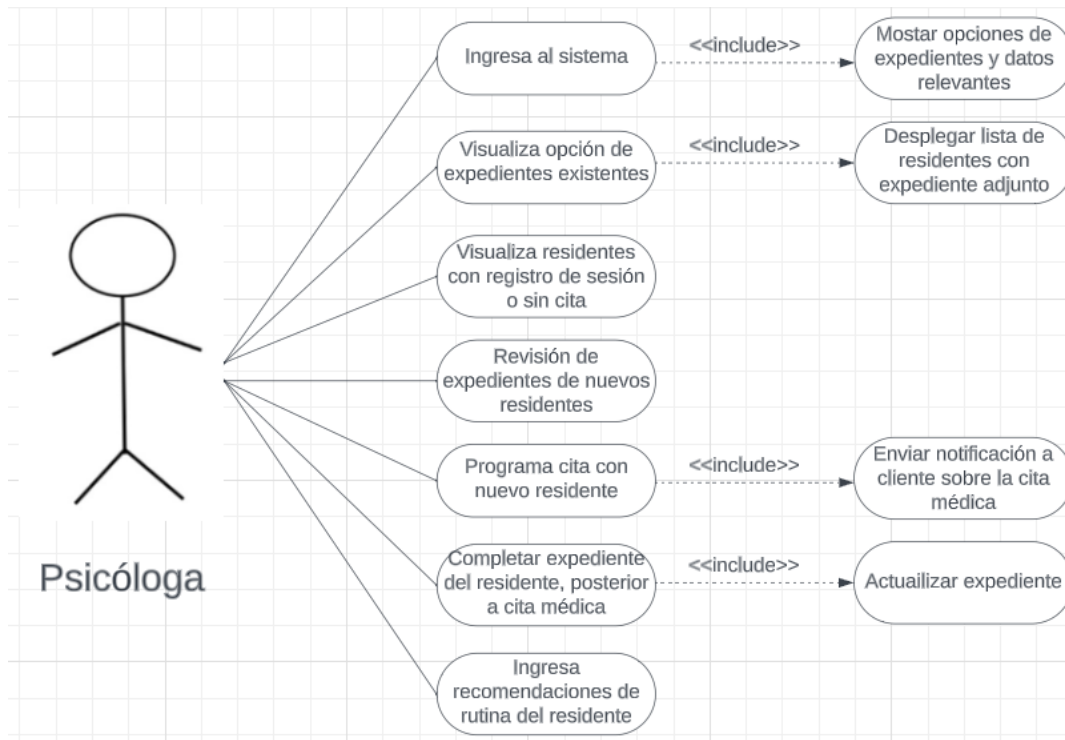 Ingresa al sistema
<<include>>
Mostar opciones de
expedientes y datos
relevantes
Visualiza opción de
expedientes existentes
<<include>>
Desplegar lista de
residentes con
expediente adjunto
Visualiza residentes
con registro de sesión
o sin cita
Revisión de
expedientes de nuevos
residentes
Programa cita con
nuevo residente
<<include>>
Enviar notificación a
cliente sobre la cita
médica
Psicóloga
Completar expediente
del residente, posterior
a cita médica
<<include>>
Actuailizar expediente
Ingresa
recomendaciones de
rutina del residente